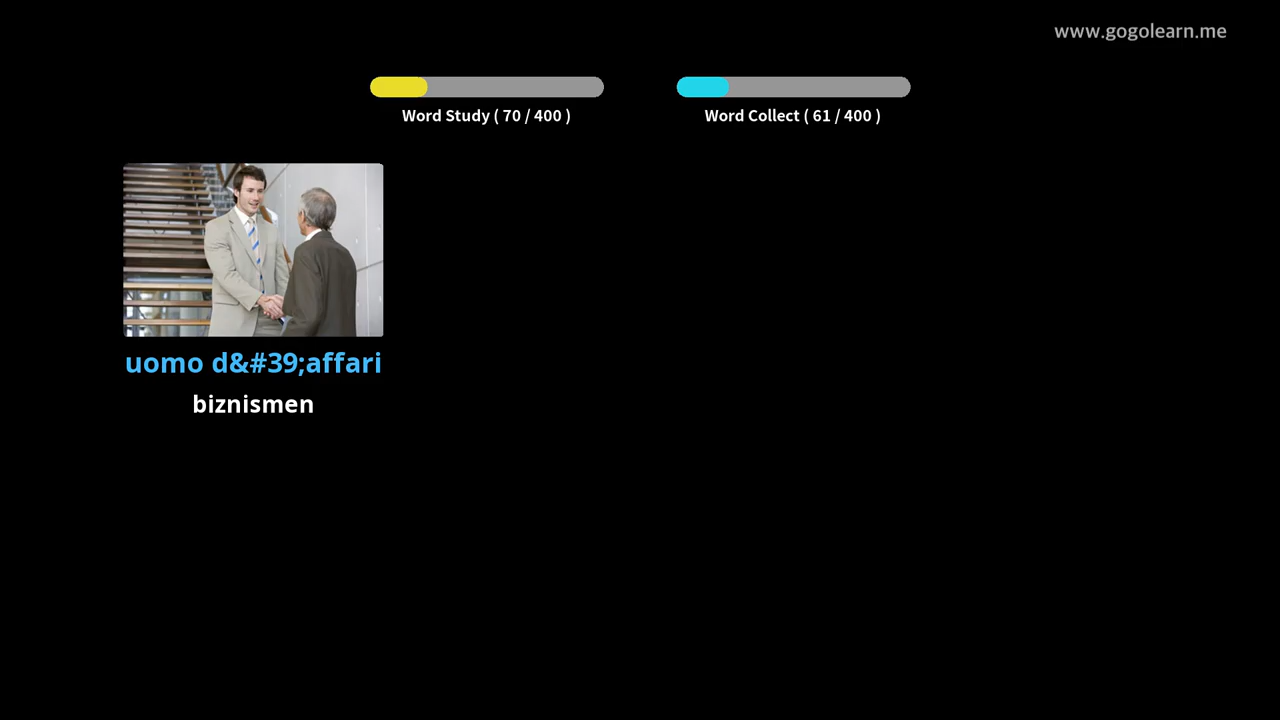 www.gogolearn.me
Word Study ( 70 / 400 )
Word Collect ( 61 / 400 )
uomo d&#39;affari
biznismen